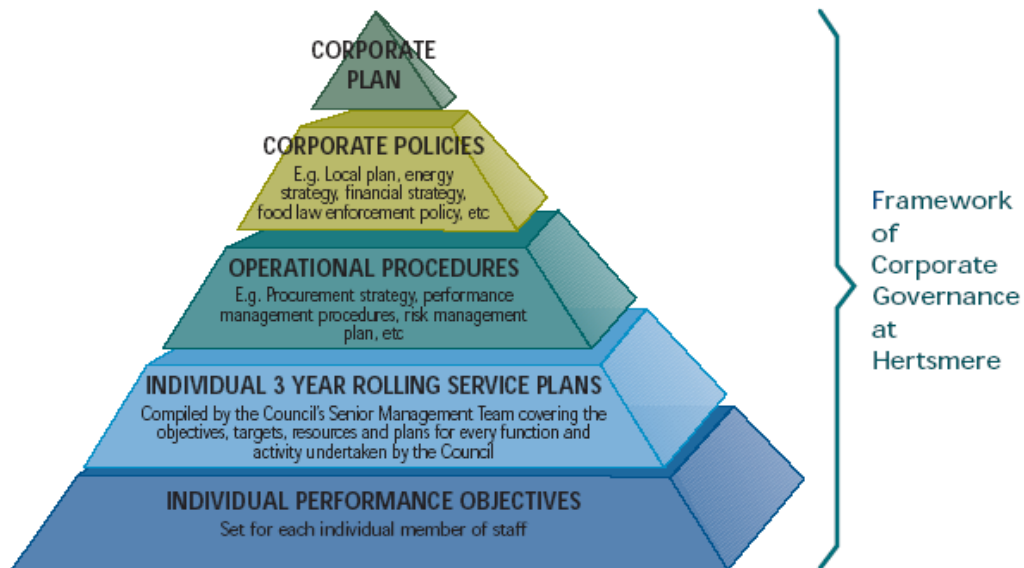 CORPORATE
PLAN
CORPORATE POLICIES
E.g. Local plan, energy
strategy, financial strategy,
food law enforcement policy, etc
OPERATIONAL PROCEDURES
E.g. Procurement strategy, performance
management procedures, risk management
plan, etc
INDIVIDUAL 3 YEAR ROLLING SERVICE PLANS
Compiled by the Council's Senior Management Team covering the
objectives, targets, resources and plans for every function and
activity undertaken by the Council
INDIVIDUAL PERFORMANCE OBJECTIVES
Set for each individual member of staff
Framework
of
Corporate
Governance
at
Hertsmere